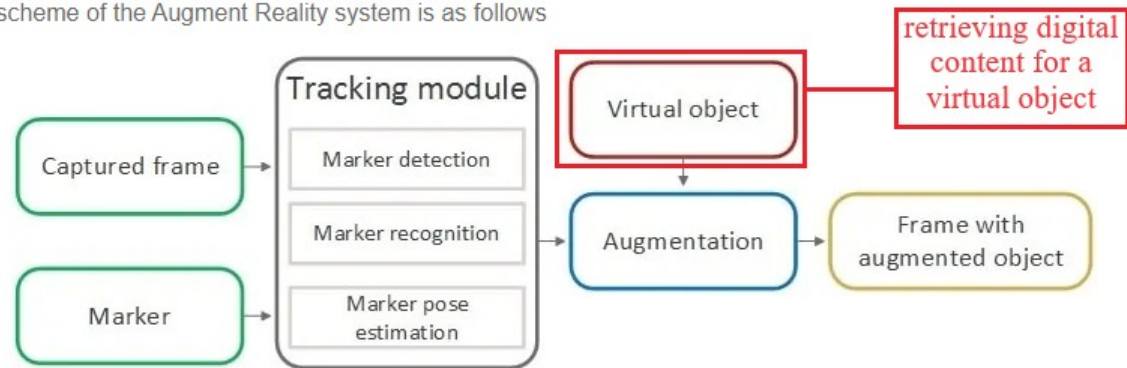 scheme of the Augment Reality system is as follows
retrieving digital
content for a
virtual object
Tracking module
Virtual object
Captured frame
Marker detection
Marker recognition
Augmentation
Frame with
augmented object
Marker
Marker pose
estimation